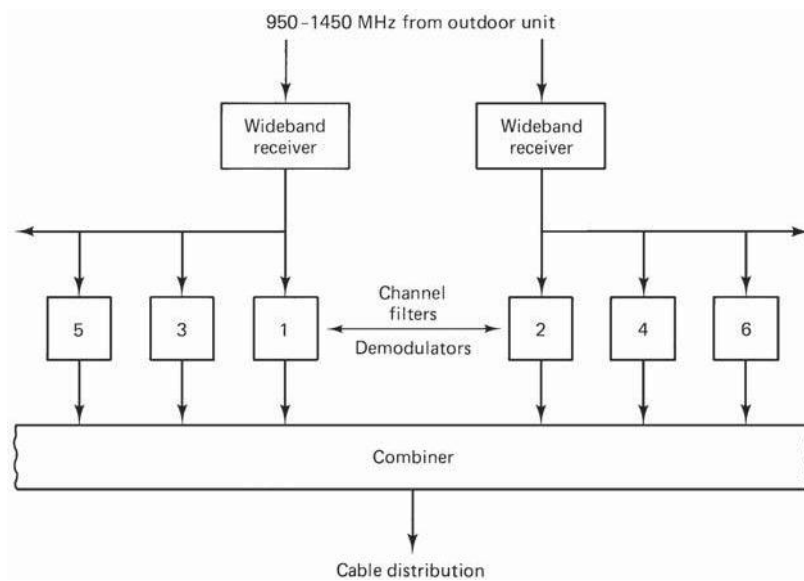 950–1450 MHz from outdoor unit
Wideband
receiver
Wideband
receiver
5
3
1
Channel
filters
Demodulators
2
4
6
Combiner
Cable distribution